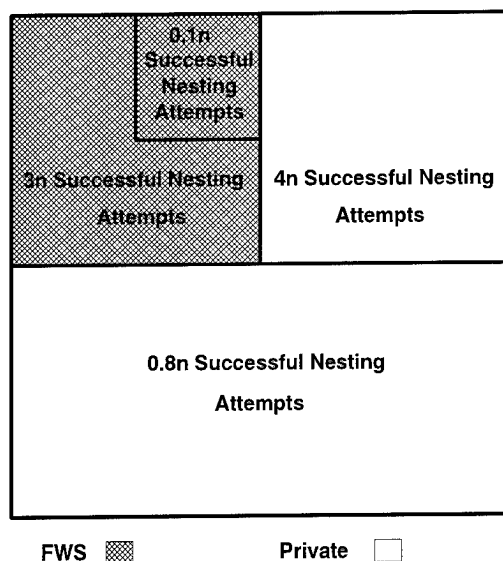 0.1n
Successful
Nesting
Attempts
3n Successful Nesting
Attempts
4n Successful Nesting
Attempts
0.8n Successful Nesting
Attempts
FWS
Private